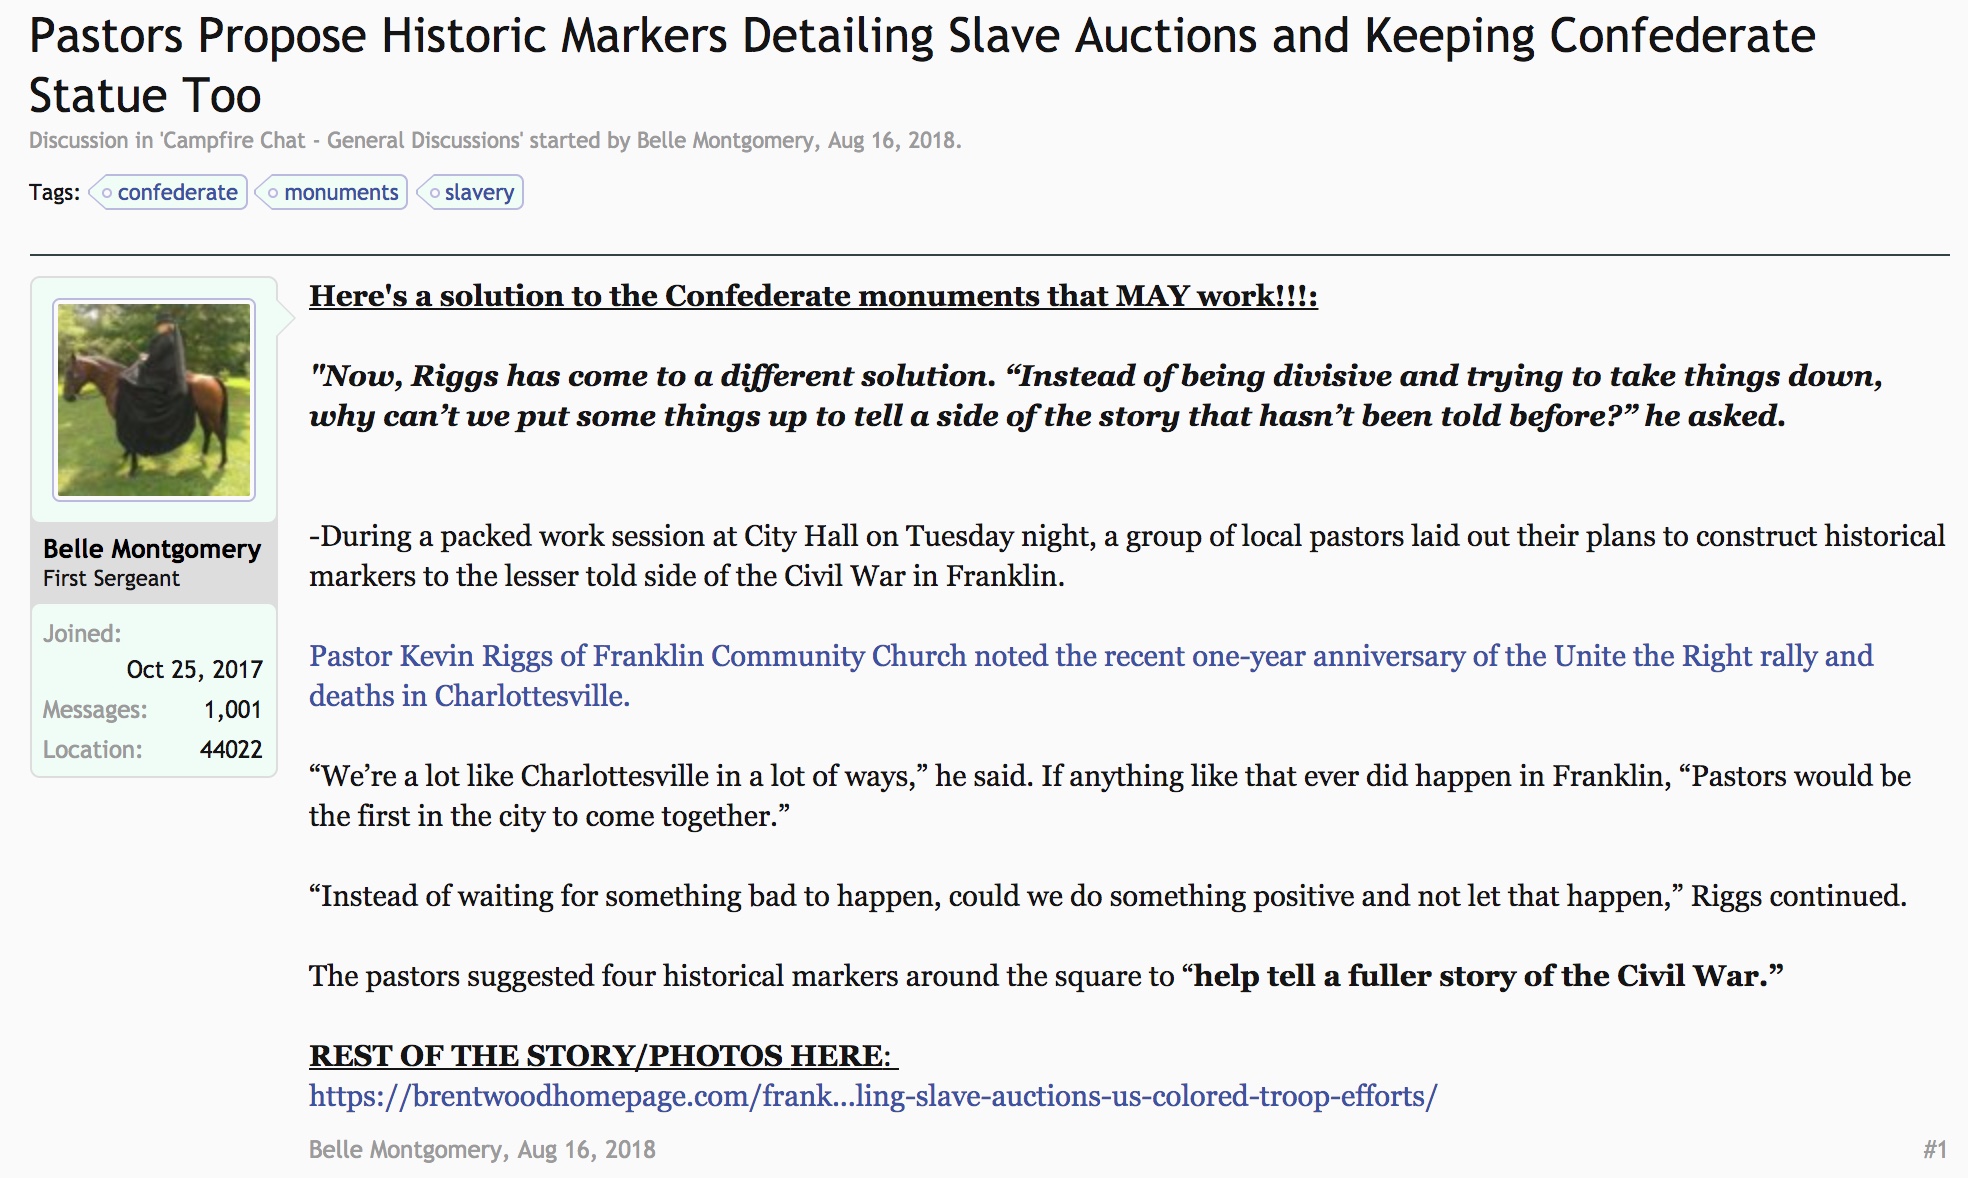 Pastors Propose Historic Markers Detailing Slave Auctions and Keeping Confederate
Statue Too
Discussion in 'Campfire Chat - General Discussions' started by Belle Montgomery, Aug 16, 2018.
Tags: confederate monuments slavery
Belle Montgomery
First Sergeant
Joined:
Oct 25, 2017
Messages: 1,001
Location: 44022
Here's a solution to the Confederate monuments that MAY work!!!:
"Now, Riggs has come to a different solution. “Instead of being divisive and trying to take things down,
why can’t we put some things up to tell a side of the story that hasn’t been told before?” he asked.
-During a packed work session at City Hall on Tuesday night, a group of local pastors laid out their plans to construct historical
markers to the lesser told side of the Civil War in Franklin.
Pastor Kevin Riggs of Franklin Community Church noted the recent one-year anniversary of the Unite the Right rally and
deaths in Charlottesville.
“We’re a lot like Charlottesville in a lot of ways,” he said. If anything like that ever did happen in Franklin, “Pastors would be
the first in the city to come together.”
“Instead of waiting for something bad to happen, could we do something positive and not let that happen,” Riggs continued.
The pastors suggested four historical markers around the square to “help tell a fuller story of the Civil War.”
REST OF THE STORY/PHOTOS HERE:
https://brentwoodhomepage.com/frank...ling-slave-auctions-us-colored-troop-efforts/
Belle Montgomery, Aug 16, 2018
#1